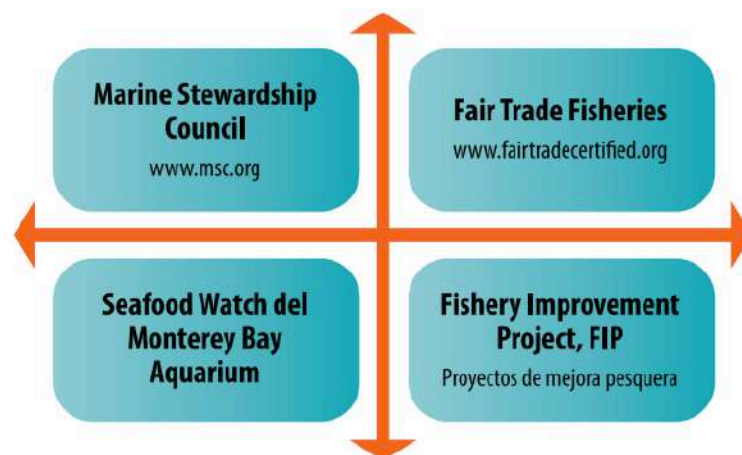 Marine Stewardship
Council
www.msc.org
Fair Trade Fisheries
www.fairtradecertified.org
Seafood Watch del
Monterey Bay
Aquarium
Fishery Improvement
Project, FIP
Proyectos de mejora pesquera